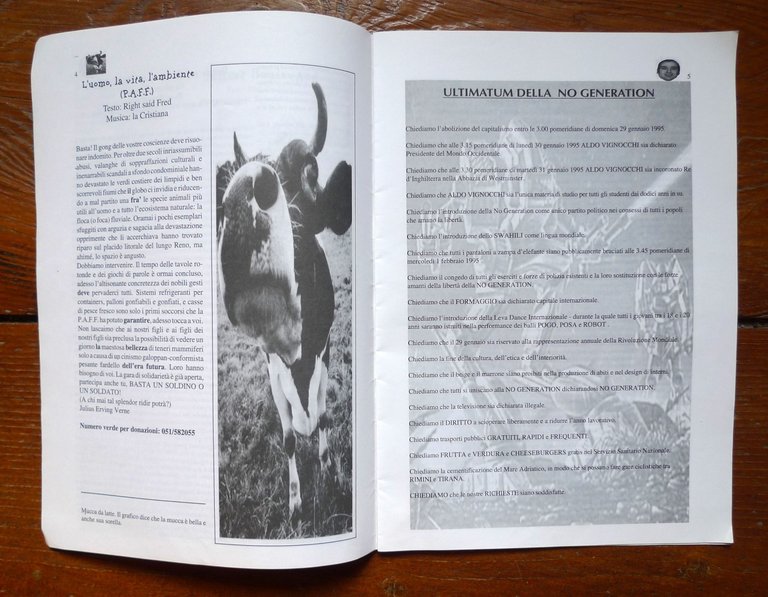 4
L'uomo, la vita, l'ambiente
(P.A.F.F.)
Testo: Right said Fred
Musica: la Cristiana
Basta! Il gong delle vostre coscienze deve risuo-
nare indomito. Per oltre due secoli inriassumibili
abusi, valanghe di sopraffazioni culturali e
inenarrabili scandali a sfondo condominiale han-
no devastato le verdi costiere dei limpidi e ben
scorrevoli fiumi che il globo ci invidia e riducen-
do a mal partito una fra' le specie animali più
utili all'uomo e a tutto l'ecosistema naturale: la
floca (o foca) fluviale. Oramai i pochi esemplari
sfuggiti con arguzia e sagacia alla devastazione
opprimente che li accerchiava hanno trovato
riparo sul placido litorale del lungo Reno, ma
ahimè, lo spazio è angusto.
Dobbiamo intervenire. Il tempo delle tavole ro-
tonde e dei giochi di parole è ormai concluso,
adesso l'altisonante concretezza dei nobili gesti
deve pervaderci tutti. Sistemi refrigeranti per
containers, palloni gonfiabili e gonfiati, e casse
di pesce fresco sono solo i primi soccorsi che la
P.A.F.F. ha potuto garantire, adesso tocca a voi.
Non lasciamo che ai nostri figli e ai figli dei
nostri figli sia preclusa la possibilità di vedere un
giorno la maestosa bellezza di teneri mammiferi
solo a causa di un cinismo galoppan-conformista
pesante fardello dell'era futura. Loro hanno
bisogno di voi. La gara di solidarietà è già aperta,
partecipa anche tu, BASTA UN SOLDINO O
UN SOLDATO!
(A chi mai tal splendor ridir potrà?)
Julius Erving Verne
Numero verde per donazioni: 051/582055
Mucca da latte. Il grafico dice che la mucca è bella e
anche sua sorella.
5
ULTIMATUM DELLA NO GENERATION
Chiediamo l'abolizione del capitalismo entro le 3.00 pomeridiane di domenica 29 gennaio 1995.
Chiediamo che alle 3.15 pomeridiane di lunedì 30 gennaio 1995 ALDO VIGNOCCHI sia dichiarato
Presidente del Mondo Occidentale.
Chiediamo che alle 3.30 pomeridiane di martedì 31 gennaio 1995 ALDO VIGNOCCHI sia incoronato Re
d'Inghilterra nella Abbazia di Westminster.
Chiediamo che ALDO VIGNOCCHI sia l'unica materia di studio per tutti gli studenti dai dodici anni in su.
Chiediamo l'introduzione della No Generation come unico partito politico nei consessi di tutti i popoli
che amano la libertà.
Chiediamo l'introduzione dello SWAHILI come lingua mondiale.
Chiediamo che tutti i pantaloni a zampa d'elefante siano pubblicamente bruciati alle 3.45 pomeridiane di
mercoledì 1 febbraio 1995
Chiediamo il congedo di tutti gli eserciti e forze di polizia esistenti e la loro sostituzione con le forze
amanti della libertà della NO GENERATION.
Chiediamo che il FORMAGGIO sia dichiarato capitale internazionale.
Chiediamo l'introduzione della Leva Dance Internazionale - durante la quale tutti i giovani tra i 18 e i 20
anni saranno istruiti nella performance dei balli POGO, POSA e ROBOT .
Chiediamo che il 29 gennaio sia riservato alla rappresentazione annuale della Rivoluzione Mondiale.
Chiediamo la fine della cultura, dell'etica e dell'interiorità.
Chiediamo che il beige e il marrone siano proibiti nella produzione di abiti e nel design di interni.
Chiediamo che tutti si uniscano alla NO GENERATION dichiarandosi NO GENERATION.
Chiediamo che la televisione sia dichiarata illegale.
Chiediamo il DIRITTO a scioperare liberamente e a ridurre l'anno lavorativo.
Chiediamo trasporti pubblici GRATUITI, RAPIDI e FREQUENTI.
Chiediamo FRUTTA e VERDURA e CHEESEBURGERS gratis dal Servizio Sanitario Nazionale.
Chiediamo la cementificazione del Mare Adriatico, in modo che si possano fare gare ciclistiche tra
RIMINI e TIRANA.
CHIEDIAMO che le nostre RICHIESTE siano soddisfatte.